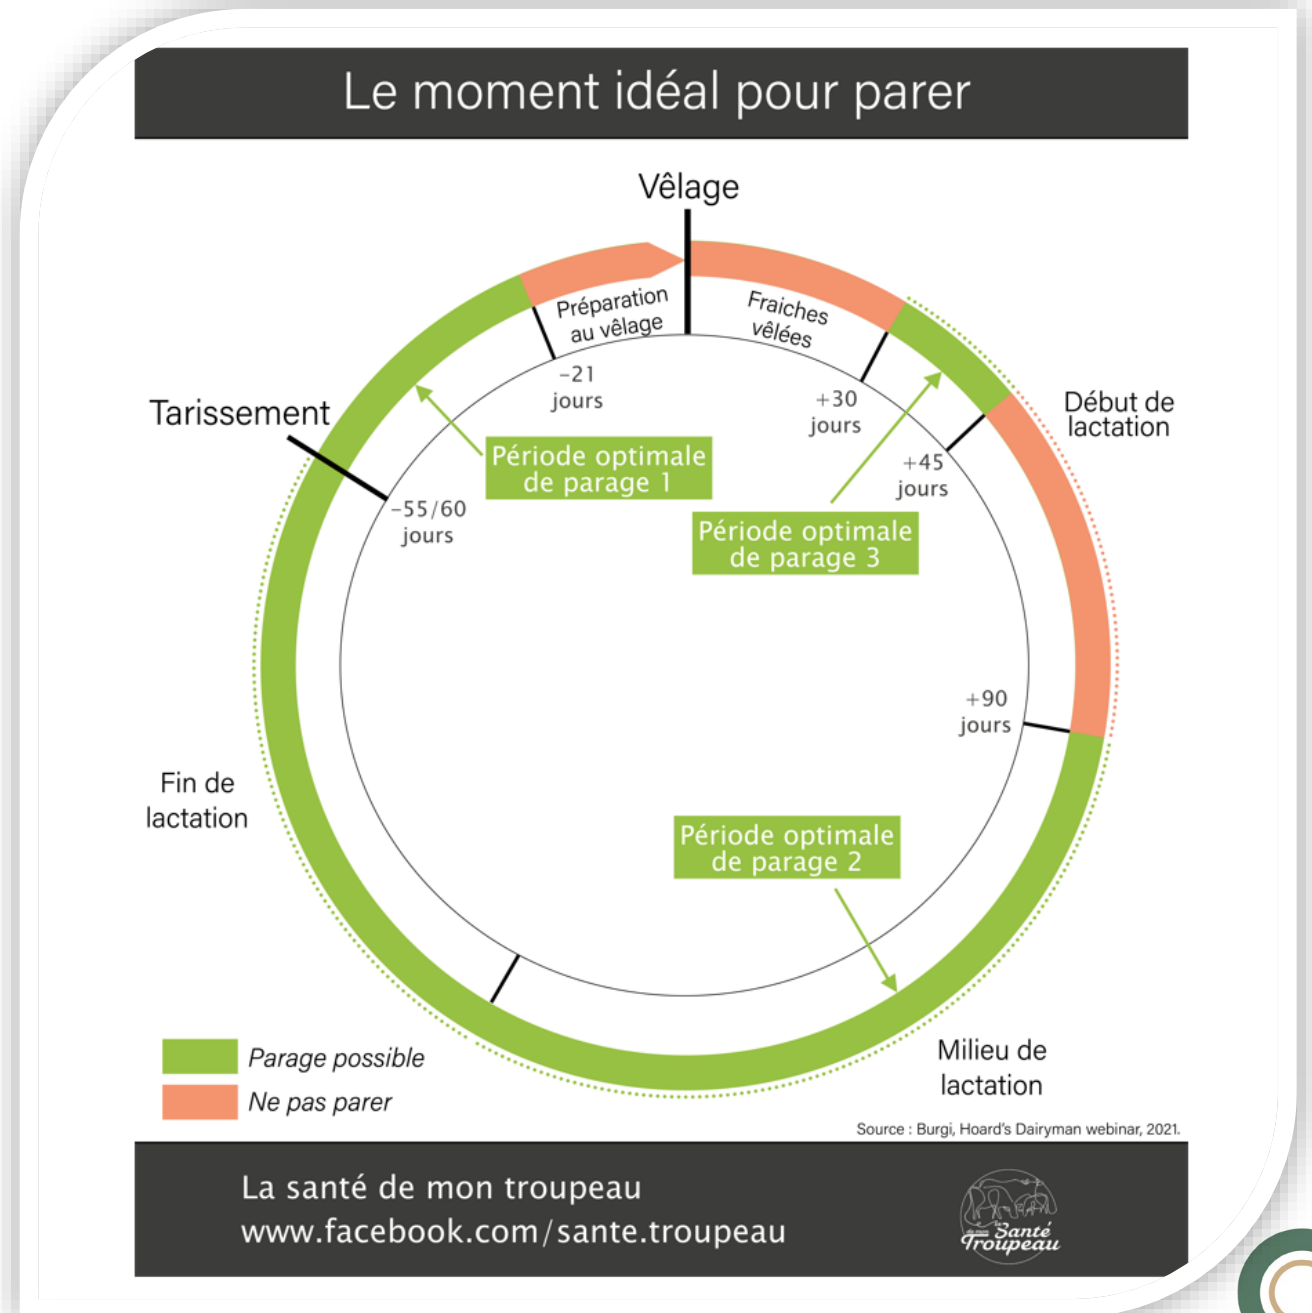 Le moment idéal pour parer
Vêlage
Préparation
au vêlage
Fraiches
vêlées
-21
jours
+30
jours
Début de
lactation
Tarissement
Période optimale
de parage 1
+45
jours
-55/60
jours
Période optimale
de parage 3
+90
jours
Fin de
lactation
Période optimale
de parage 2
Milieu de
lactation
Parage possible
Ne pas parer
Source : Burgi, Hoard's Dairyman webinar, 2021.
La santé de mon troupeau
www.facebook.com/sante.troupeau
la Santé
de mon
Troupeau